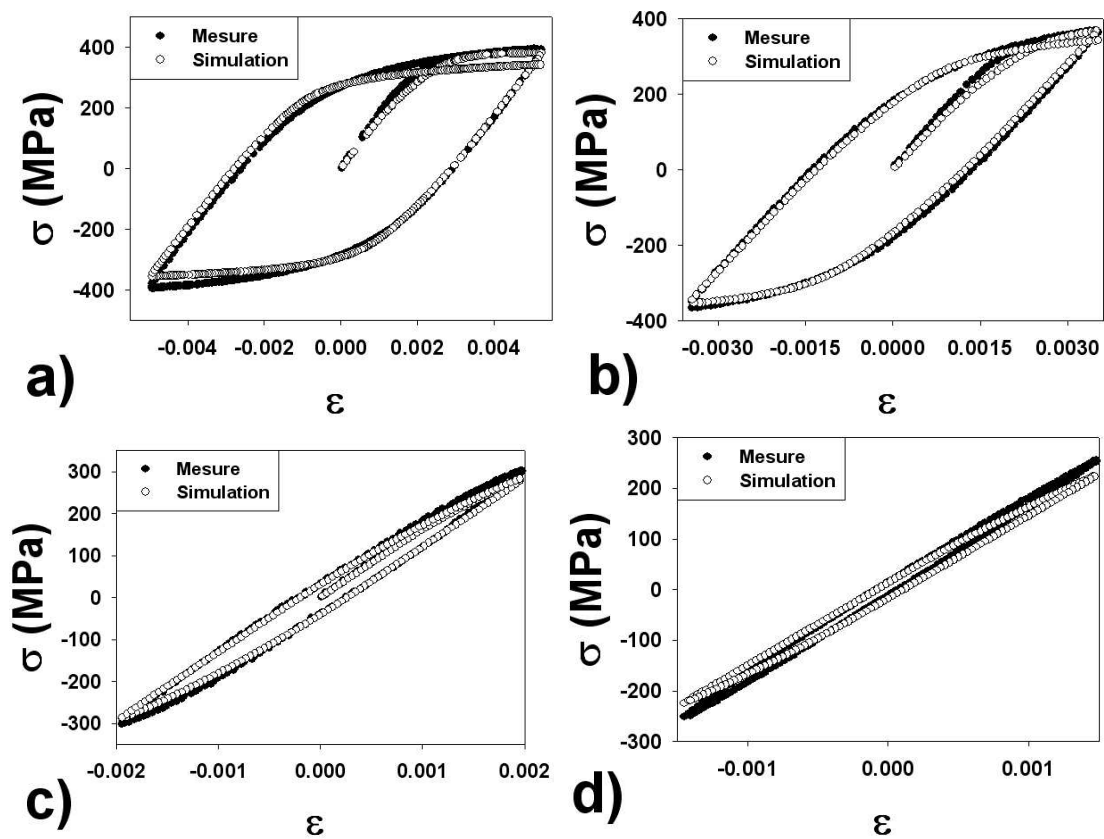 Mesure
Simulation
400
200
0
-200
-400
σ (MPa)
-0.004 -0.002 0.000 0.002 0.004
a)
ε
Mesure
Simulation
400
200
0
-200
-400
σ (MPa)
-0.0030 -0.0015 0.0000 0.0015 0.0030
b)
ε
Mesure
Simulation
300
200
100
0
-100
-200
-300
σ (MPa)
-0.002 -0.001 0.000 0.001 0.002
c)
ε
Mesure
Simulation
300
200
100
0
-100
-200
-300
σ (MPa)
-0.001 0.000 0.001
d)
ε